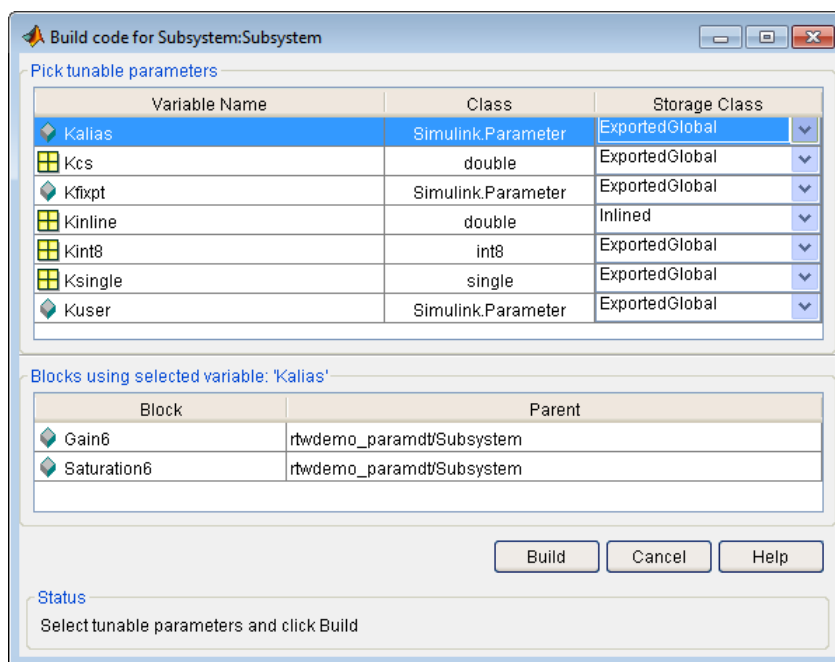 Build code for Subsystem:Subsystem
Pick tunable parameters
Variable Name Class Storage Class
Kalias Simulink.Parameter ExportedGlobal
Kcs double ExportedGlobal
Kfixpt Simulink.Parameter ExportedGlobal
Kinline double Inlined
Kint8 int8 ExportedGlobal
Ksingle single ExportedGlobal
Kuser Simulink.Parameter ExportedGlobal
Blocks using selected variable: 'Kalias'
Block Parent
Gain6 rtwdemo_paramdt/Subsystem
Saturation6 rtwdemo_paramdt/Subsystem
Build Cancel Help
Status
Select tunable parameters and click Build